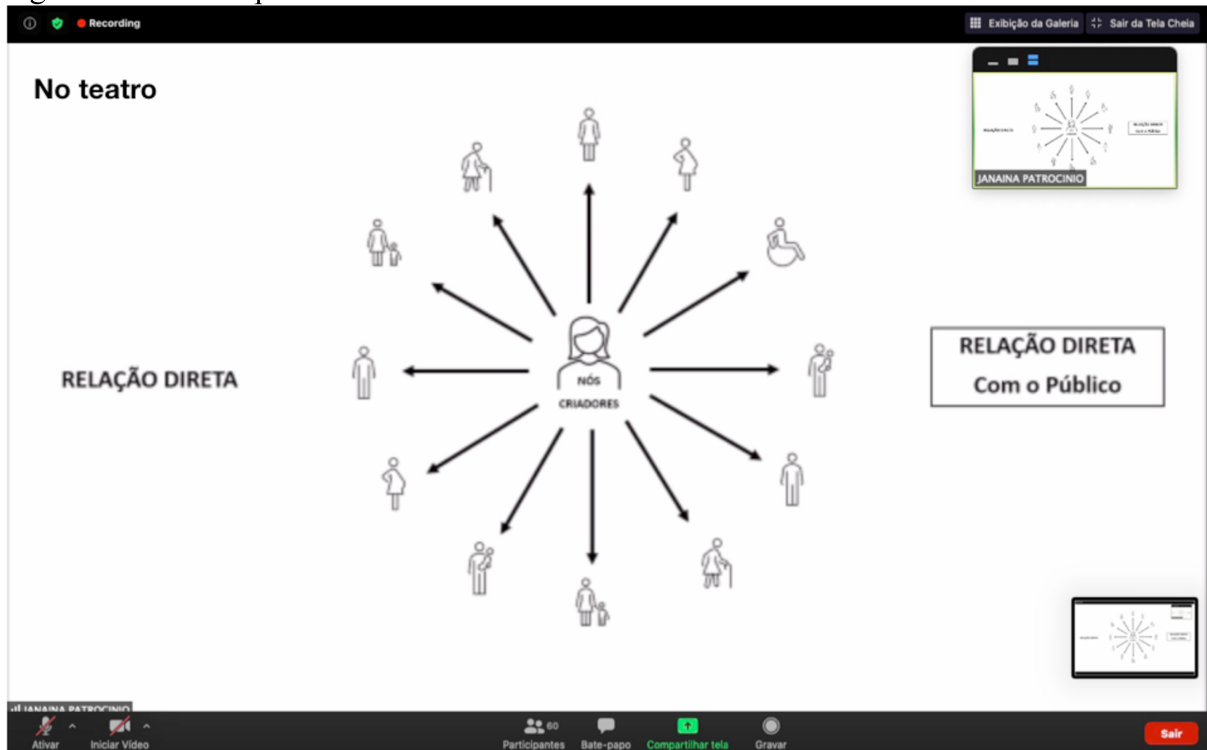 Recording
Exibição da Galeria
Sair da Tela Cheia
No teatro
JANAINA PATROCINIO
RELAÇÃO DIRETA
NÓS
CRIADORES
RELAÇÃO DIRETA
Com o Público
JANAINA PATROCINIO
Ativar
Iniciar Vídeo
60
Participantes
Bate-papo
Compartilhar tela
Gravar
Sair